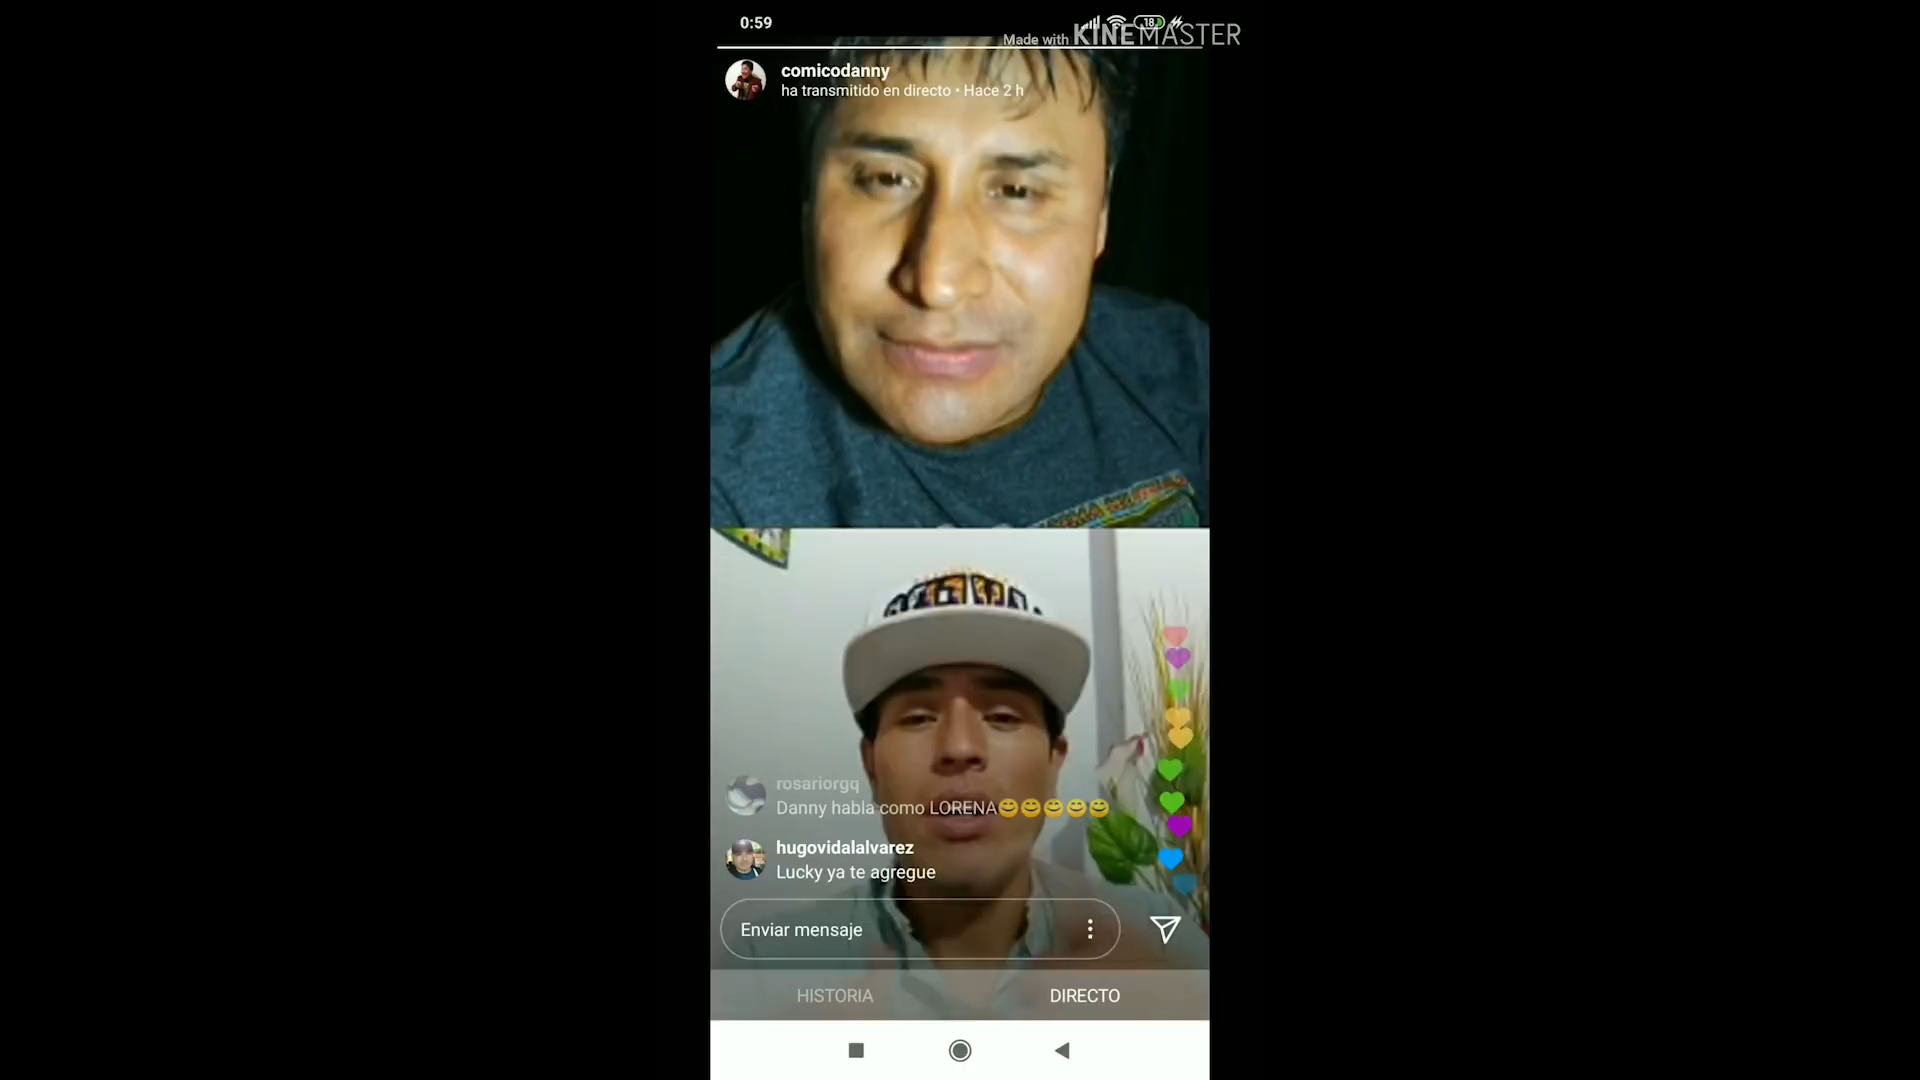 0:59
18
Made with KINEMASTER
comicodanny
ha transmitido en directo • Hace 2 h
rosariorgq
Danny habla como LORENA😊😊😊😊😊
hugovidalalvarez
Lucky ya te agregue
Enviar mensaje
HISTORIA
DIRECTO